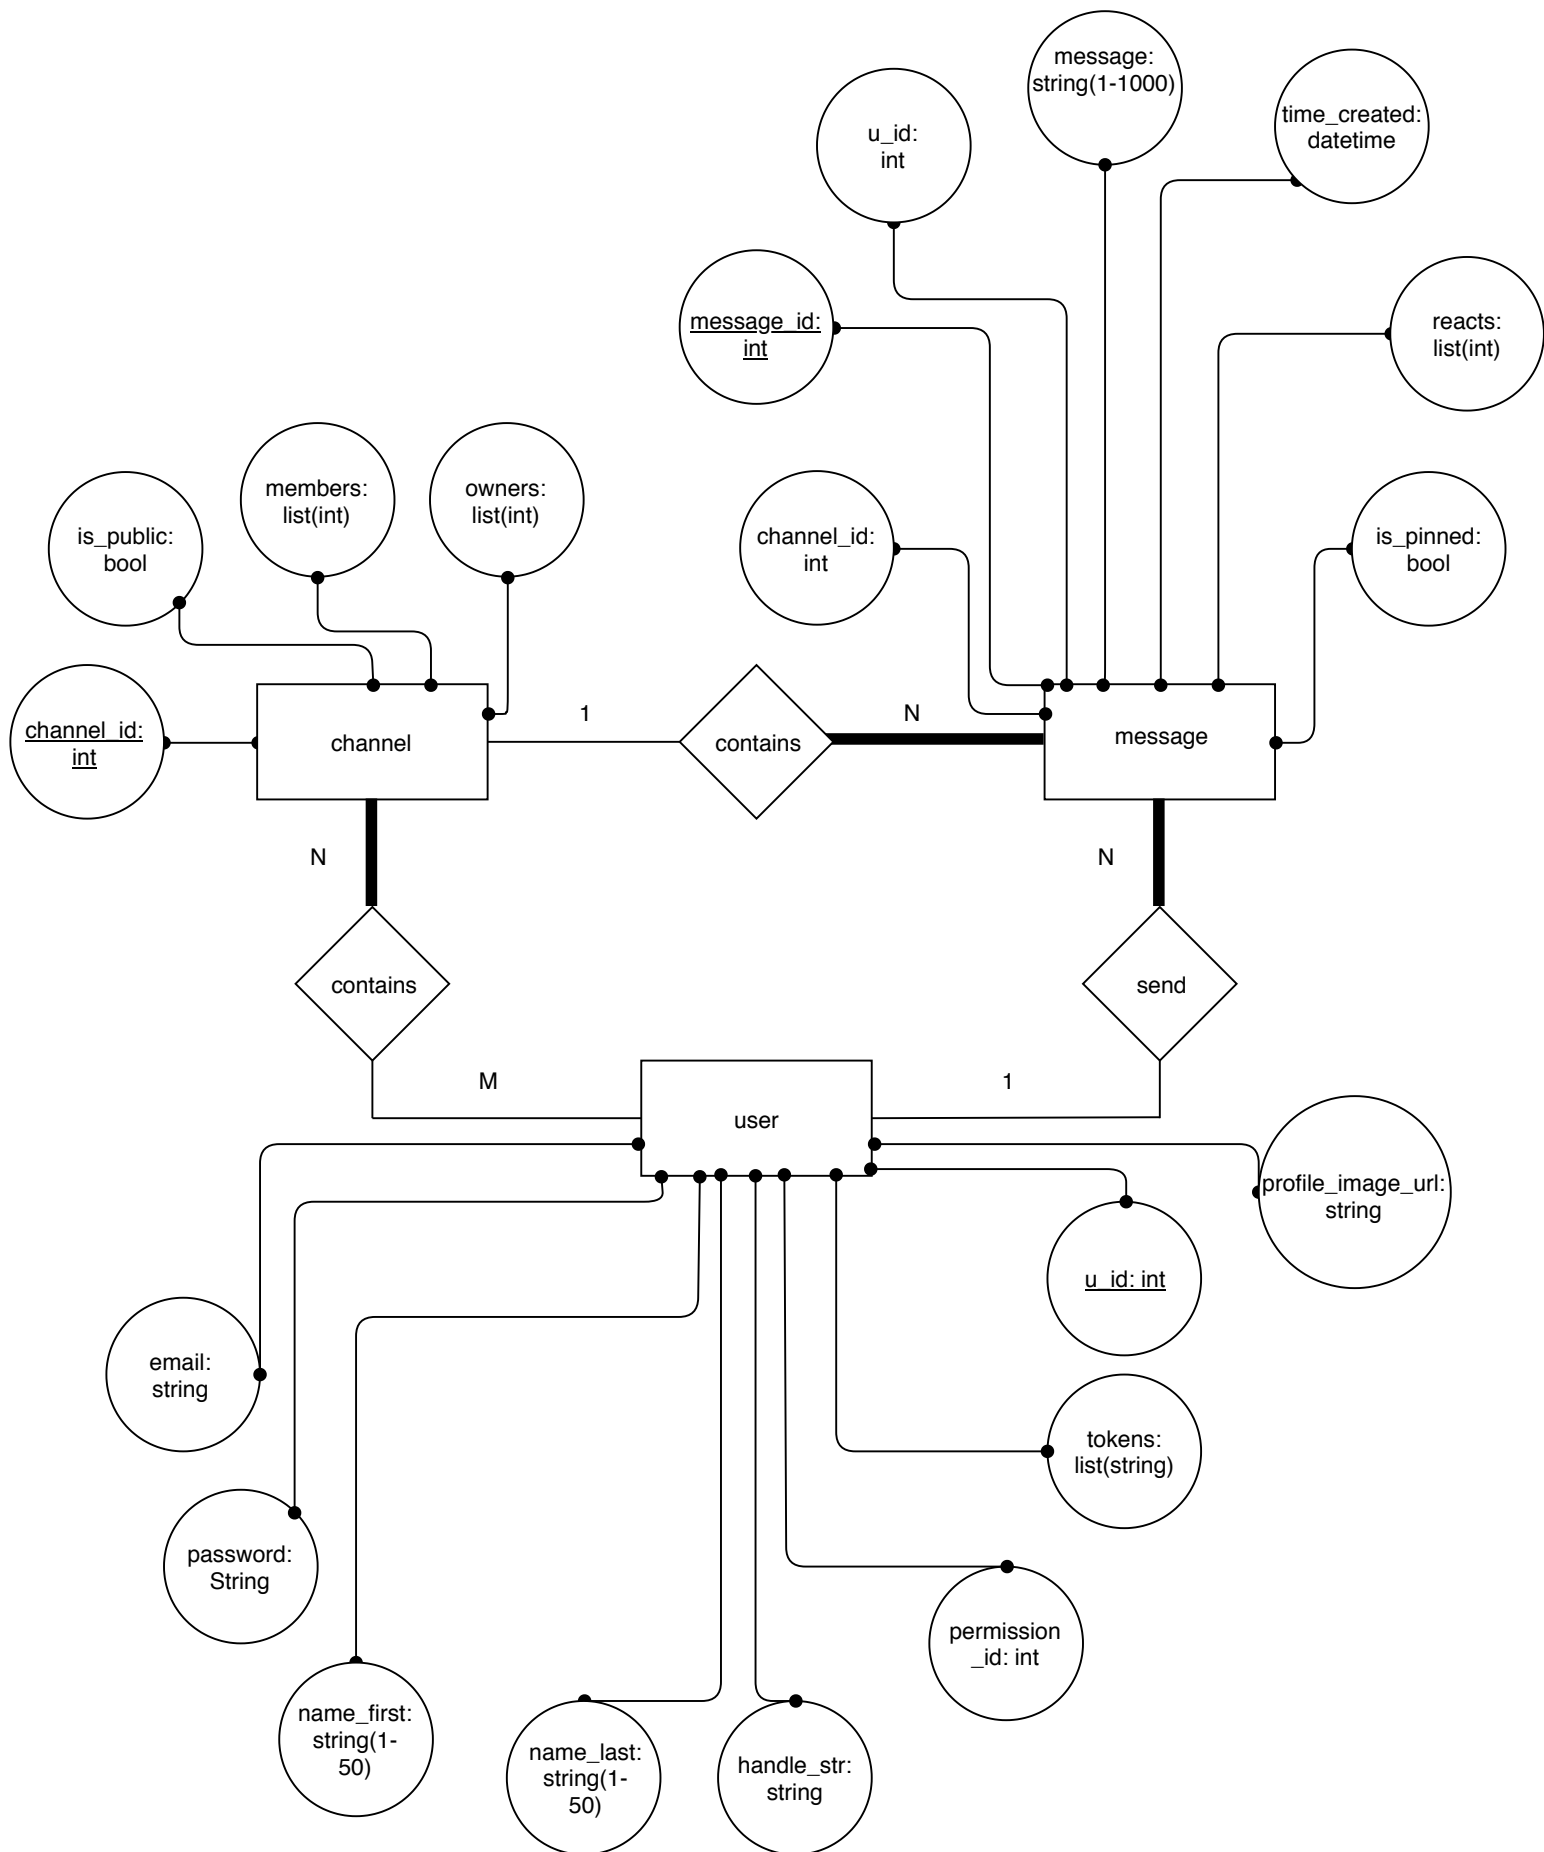 message:
string(1-1000)
time_created:
datetime
u_id:
int
message_id:
int
reacts:
list(int)
members:
list(int)
owners:
list(int)
is_public:
bool
channel_id:
int
is_pinned:
bool
channel_id:
int
channel
1
contains
N
message
N
N
contains
send
M
1
user
profile_image_url:
string
u_id: int
email:
string
tokens:
list(string)
password:
String
permission
_id: int
name_first:
string(1-
50)
name_last:
string(1-
50)
handle_str:
string